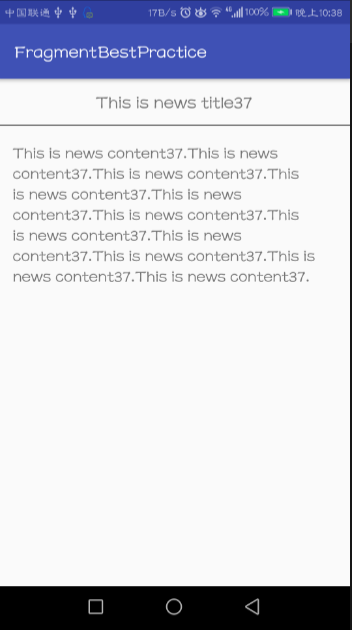 中国联通 17B/s 4G 100% 晚上10:38
FragmentBestPractice
This is news title37
This is news content37.This is news
content37.This is news content37.This
is news content37.This is news
content37.This is news content37.This
is news content37.This is news
content37.This is news content37.This is
news content37.This is news content37.